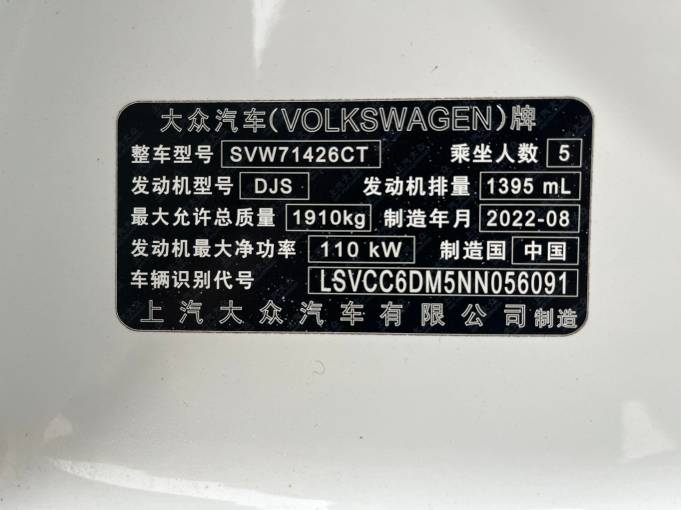 大众汽车(VOLKSWAGEN)牌
整车型号 SVW71426CT 乘坐人数 5
发动机型号 DJS 发动机排量 1395 mL
最大允许总质量 1910kg 制造年月 2022-08
发动机最大净功率 110 kW 制造国 中国
车辆识别代号 LSVCC6DM5NN056091
上汽大众汽车有限公司制造